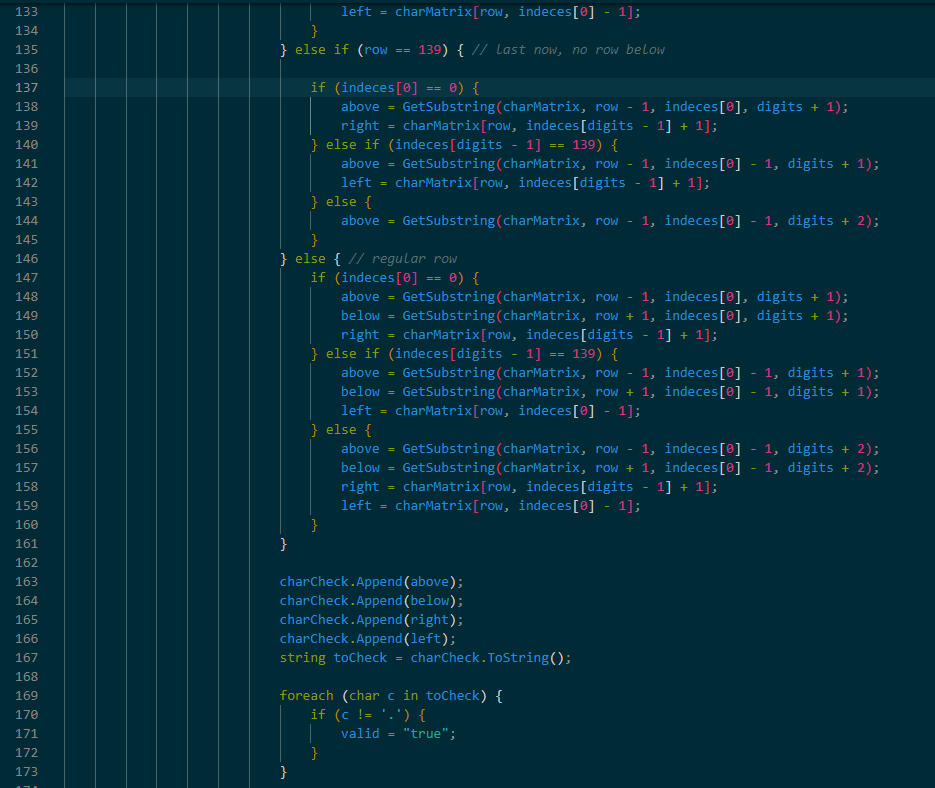 133 left = charMatrix[row, indeces[0] - 1];
134 }
135 } else if (row == 139) { // last now, no row below
136
137 if (indeces[0] == 0) {
138 above = GetSubstring(charMatrix, row - 1, indeces[0], digits + 1);
139 right = charMatrix[row, indeces[digits - 1] + 1];
140 } else if (indeces[digits - 1] == 139) {
141 above = GetSubstring(charMatrix, row - 1, indeces[0] - 1, digits + 1);
142 left = charMatrix[row, indeces[digits - 1] + 1];
143 } else {
144 above = GetSubstring(charMatrix, row - 1, indeces[0] - 1, digits + 2);
145 }
146 } else { // regular row
147 if (indeces[0] == 0) {
148 above = GetSubstring(charMatrix, row - 1, indeces[0], digits + 1);
149 below = GetSubstring(charMatrix, row + 1, indeces[0], digits + 1);
150 right = charMatrix[row, indeces[digits - 1] + 1];
151 } else if (indeces[digits - 1] == 139) {
152 above = GetSubstring(charMatrix, row - 1, indeces[0] - 1, digits + 1);
153 below = GetSubstring(charMatrix, row + 1, indeces[0] - 1, digits + 1);
154 left = charMatrix[row, indeces[0] - 1];
155 } else {
156 above = GetSubstring(charMatrix, row - 1, indeces[0] - 1, digits + 2);
157 below = GetSubstring(charMatrix, row + 1, indeces[0] - 1, digits + 2);
158 right = charMatrix[row, indeces[digits - 1] + 1];
159 left = charMatrix[row, indeces[0] - 1];
160 }
161 }
162
163 charCheck.Append(above);
164 charCheck.Append(below);
165 charCheck.Append(right);
166 charCheck.Append(left);
167 string toCheck = charCheck.ToString();
168
169 foreach (char c in toCheck) {
170 if (c != '.') {
171 valid = "true";
172 }
173 }